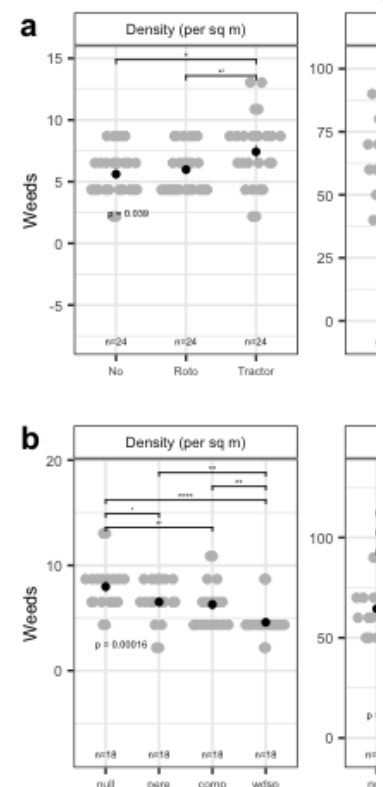 a
Density (per sq m)
15
10
5
0
-5
Weeds
*
**
p = 0.039
n=24 n=24 n=24
No Roto Tractor
100
75
50
25
0
b
Density (per sq m)
20
10
0
Weeds
**
**
****
*
**
p = 0.00016
n=18 n=18 n=18 n=18
null pere comp wdsp
100
50
0